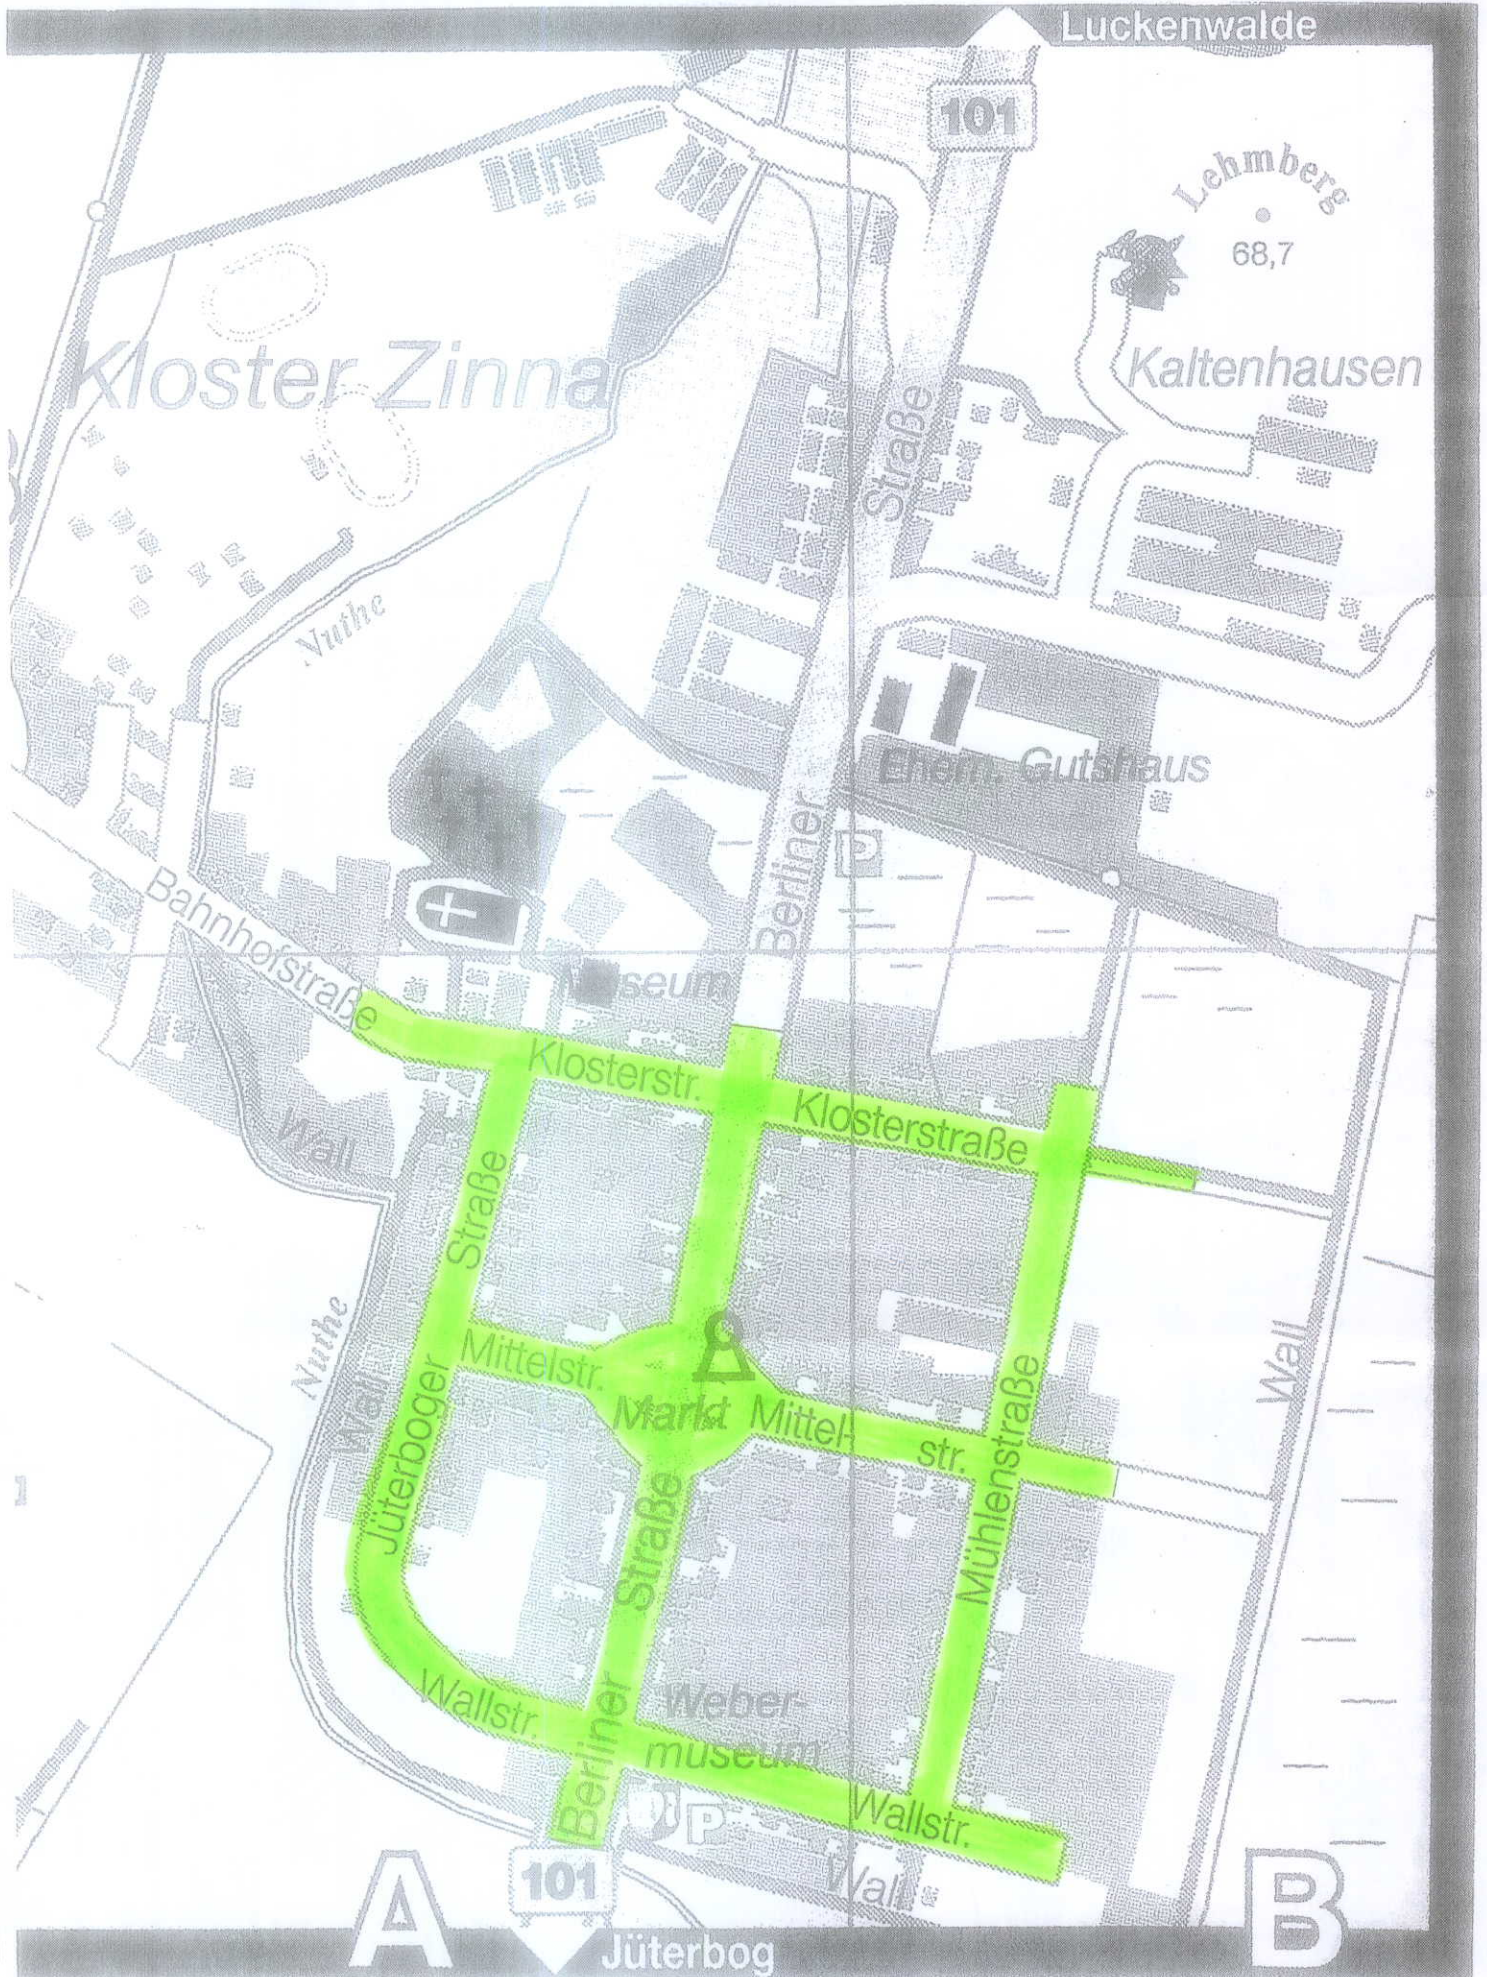 Luckenwalde
101
Lehmberg
68,7
Kloster Zinna
Kaltenhausen
Straße
Nuthe
Ehem. Gutshaus
Berliner
P
Bahnhofstraße
Museum
Klosterstr.
Klosterstraße
Wall
Straße
Nuthe
Mittelstr.
Markt
Mittel-
str.
Wall
Wall
Jüterboger
Straße
Mühlenstraße
Wallstr.
Berliner
Weber-
museum
P
Wallstr.
Wall
A
101
B
Jüterbog